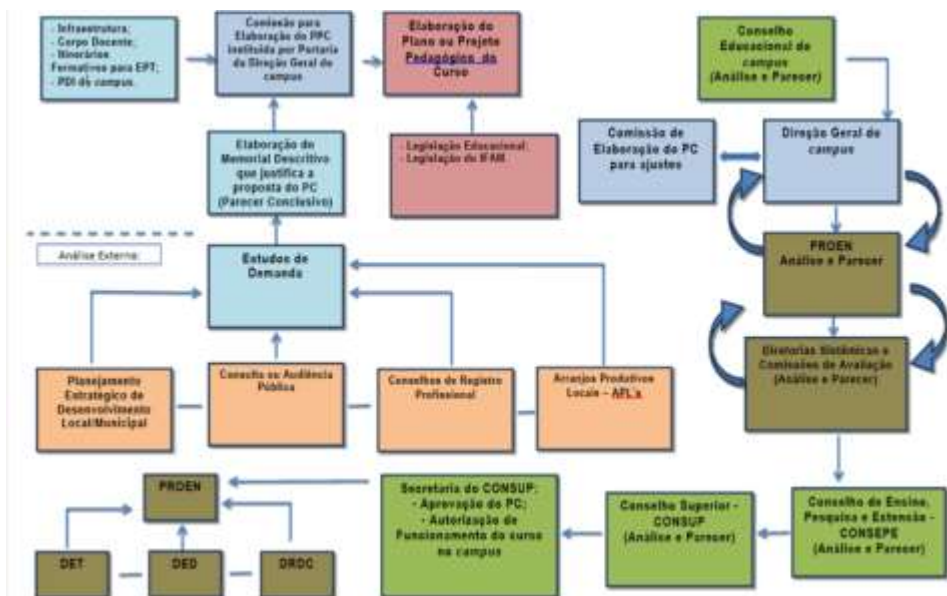 - Infraestrutura;
- Corpo Docente;
- Itinerários
Formativos para EPT;
- PDI do campus.
Comissão para
Elaboração do PPC
instituída por Portaria
da Direção Geral do
campus
Elaboração do
Plano ou Projeto
Pedagógico do
Curso
Conselho
Educacional do
campus
(Análise e Parecer)
Elaboração do
Memorial Descritivo
que justifica a
proposta do PC
(Parecer Conclusivo)
- Legislação Educacional;
- Legislação do IFAM
Comissão de
Elaboração do PC
para ajustes
Direção Geral do
campus
Análise Externa:
Estudos de
Demanda
PROEN
Análise e Parecer
Diretorias Sistêmicas e
Comissões de Avaliação
(Análise e Parecer)
Planejamento
Estratégico de
Desenvolvimento
Local/Municipal
Consulta ou Audiência
Pública
Conselhos de Registro
Profissional
Arranjos Produtivos
Locais – APL's
PROEN
DET
DED
DRDC
Secretaria do CONSUP:
- Aprovação do PC;
- Autorização de
Funcionamento do curso
no campus
Conselho Superior -
CONSUP
(Análise e Parecer)
Conselho de Ensino,
Pesquisa e Extensão -
CONSEPE
(Análise e Parecer)